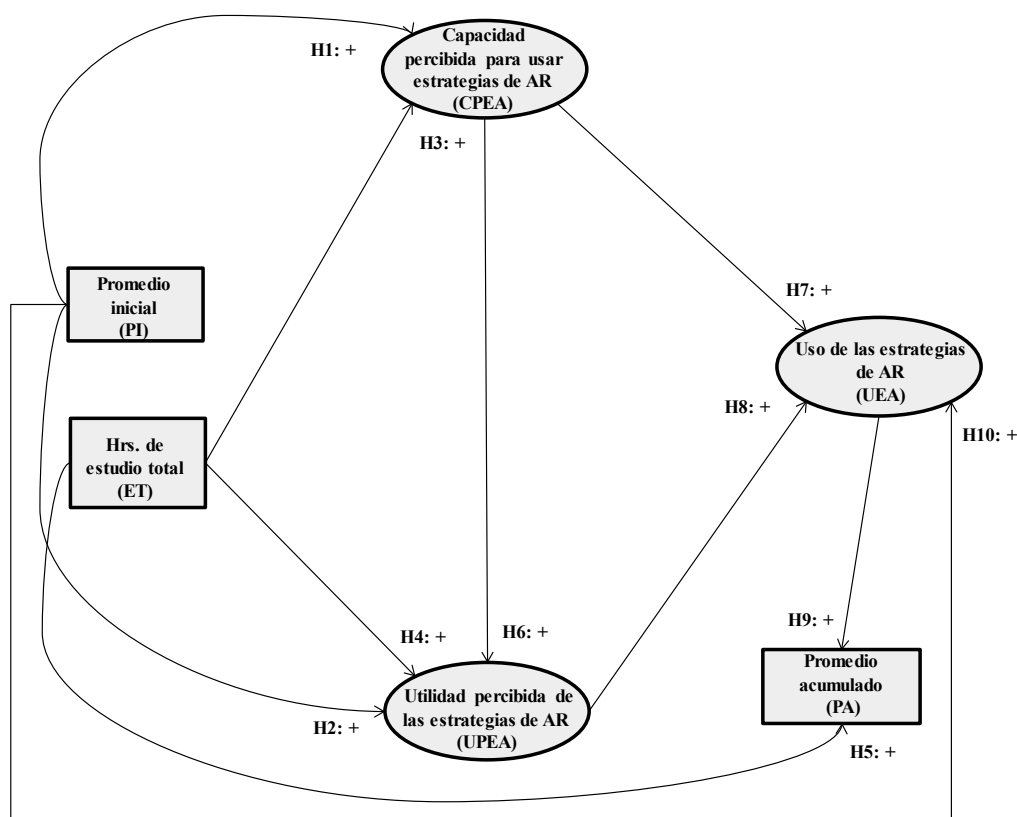 Capacidad
percibida para usar
estrategias de AR
(CPEA)
H1: +
H3: +
Promedio
inicial
(PI)
H7: +
Uso de las estrategias
de AR
(UEA)
H8: +
H10: +
Hrs. de
estudio total
(ET)
H9: +
H4: +
H6: +
Promedio
acumulado
(PA)
Utilidad percibida de
las estrategias de AR
(UPEA)
H2: +
H5: +